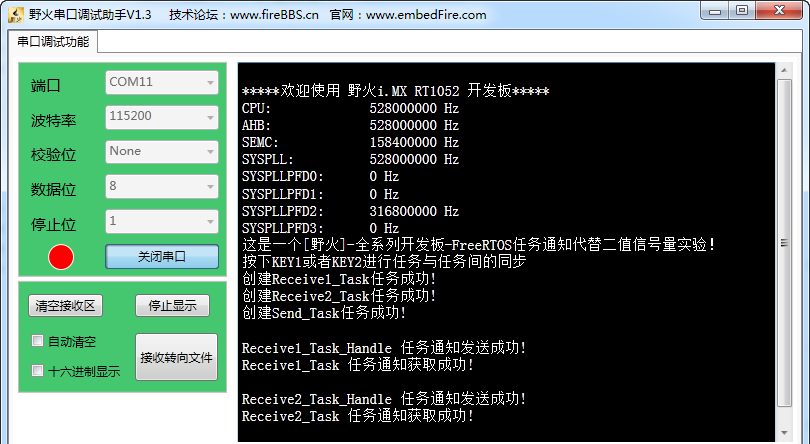 野火串口调试助手V1.3 技术论坛：www.fireBBS.cn 官网：www.embedFire.com
串口调试功能
端口 COM11
波特率 115200
校验位 None
数据位 8
停止位 1
关闭串口
清空接收区 停止显示
自动清空
十六进制显示
接收转向文件
*****欢迎使用 野火i.MX RT1052 开发板*****
CPU: 528000000 Hz
AHB: 528000000 Hz
SEMC: 158400000 Hz
SYSPLL: 528000000 Hz
SYSPLLPFD0: 0 Hz
SYSPLLPFD1: 0 Hz
SYSPLLPFD2: 316800000 Hz
SYSPLLPFD3: 0 Hz
这是一个[野火]-全系列开发板-FreeRTOS任务通知代替二值信号量实验！
按下KEY1或者KEY2进行任务与任务间的同步
创建Receive1_Task任务成功!
创建Receive2_Task任务成功!
创建Send_Task任务成功!
Receive1_Task_Handle 任务通知发送成功!
Receive1_Task 任务通知获取成功!
Receive2_Task_Handle 任务通知发送成功!
Receive2_Task 任务通知获取成功!